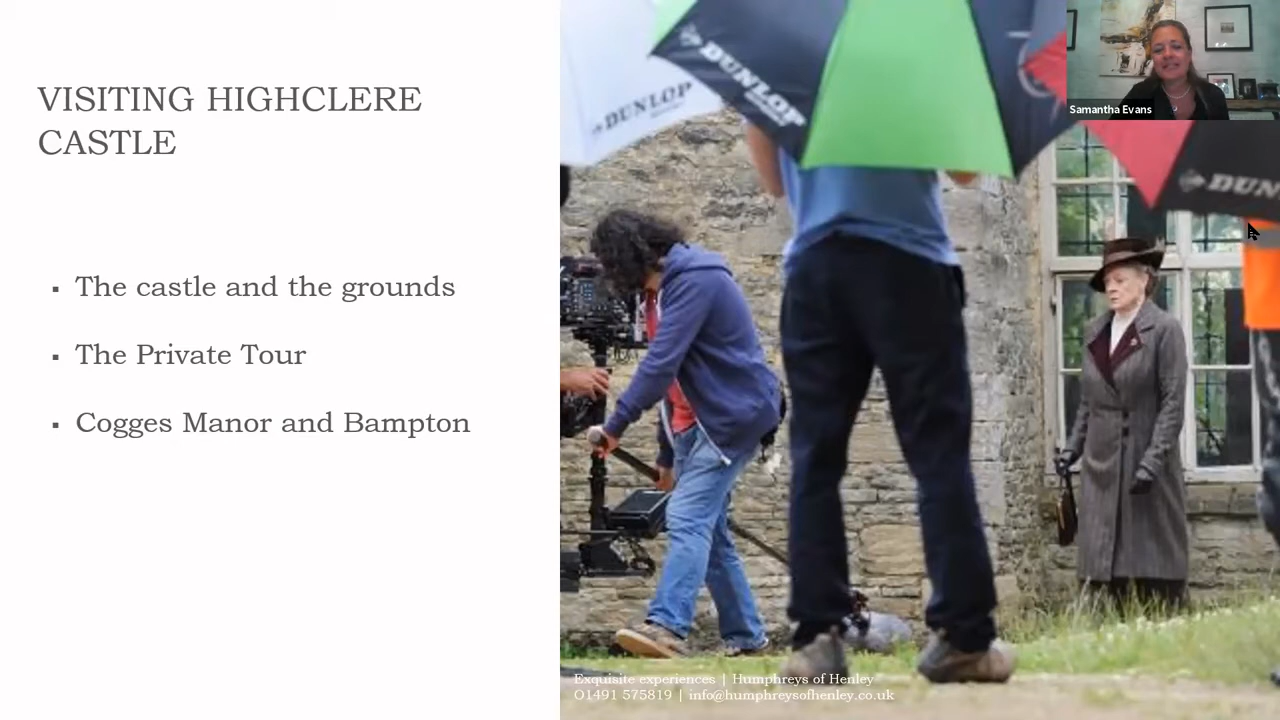 VISITING HIGHCLERE
CASTLE
▪ The castle and the grounds
▪ The Private Tour
▪ Cogges Manor and Bampton
DUNLOP
DUNLOP
Samantha Evans
Exquisite experiences | Humphreys of Henley
O1491 575819 | info@humphreysofhenley.co.uk